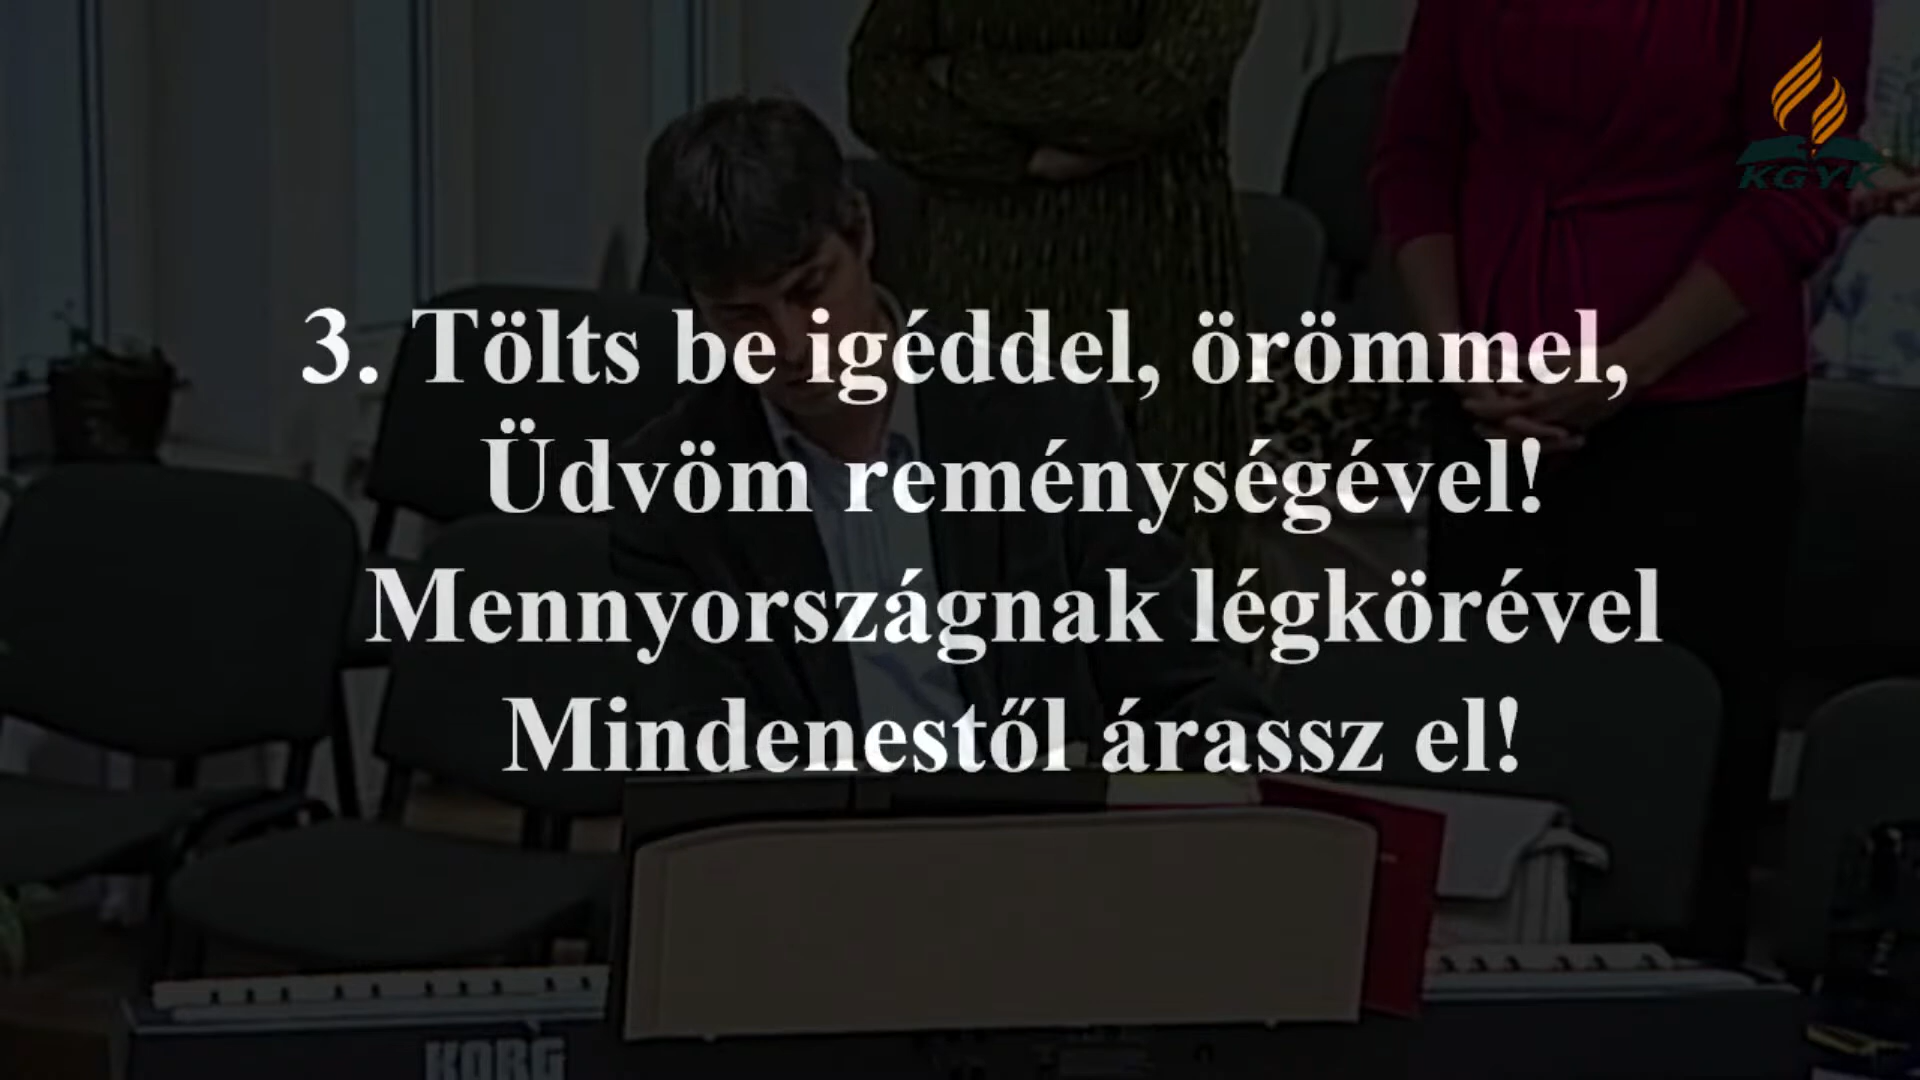 KGYK
3. Tölts be igéddel, örömmel,
Üdvöm reménységével!
Mennyországnak légkörével
Mindenestől árassz el!
KORG